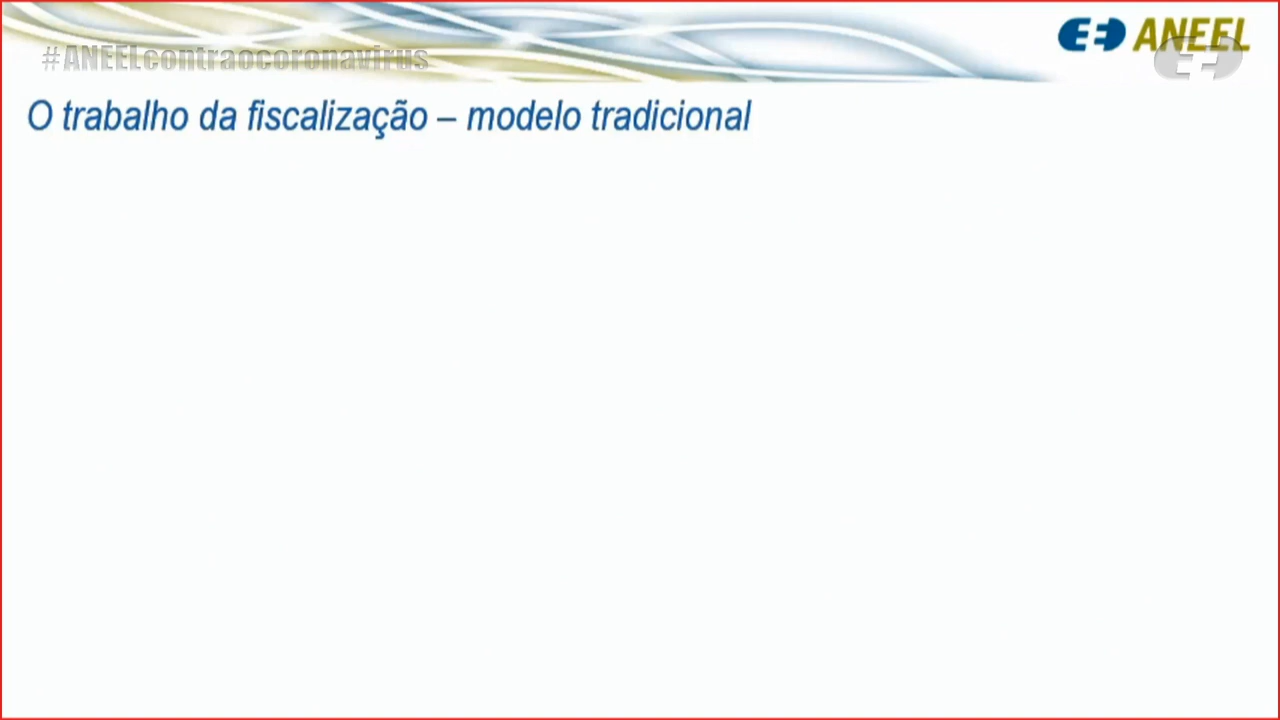 #ANEELcontraocoronavirus
ANEEL
O trabalho da fiscalização – modelo tradicional